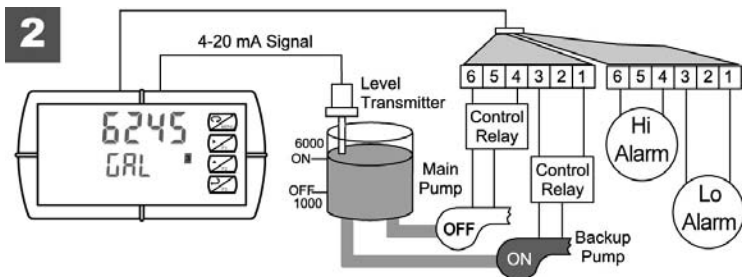 2
4-20 mA Signal
Level
Transmitter
6245
GAL
6000
ON
OFF
1000
Main
Pump
OFF
ON
Backup
Pump
6 5 4 3 2 1
Control
Relay
Control
Relay
6 5 4 3 2 1
Hi
Alarm
Lo
Alarm